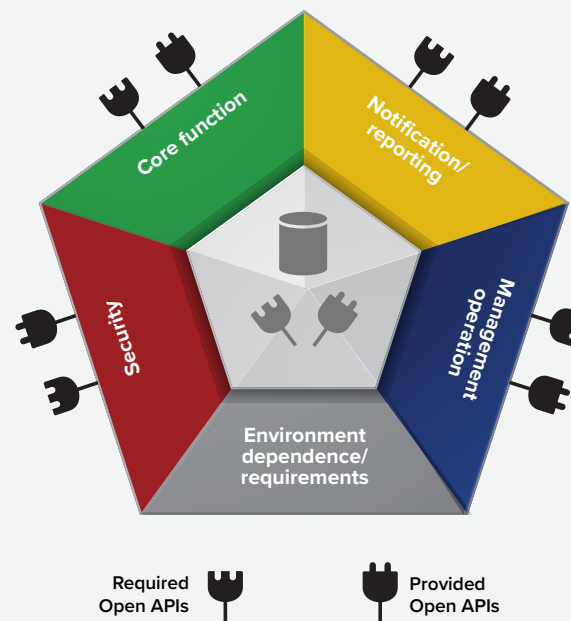 Core function
Notification/
reporting
Security
Management
operation
Environment
dependence/
requirements
Required
Open APIs
Provided
Open APIs